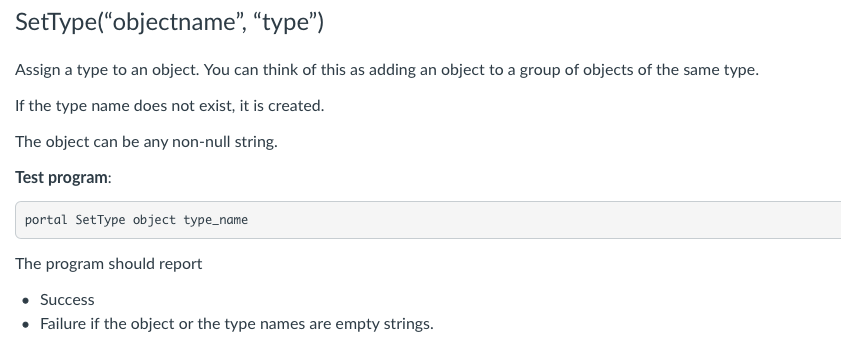 SetType(“objectname”, “type”)
Assign a type to an object. You can think of this as adding an object to a group of objects of the same type.
If the type name does not exist, it is created.
The object can be any non-null string.
Test program:
portal SetType object type_name
The program should report
• Success
• Failure if the object or the type names are empty strings.